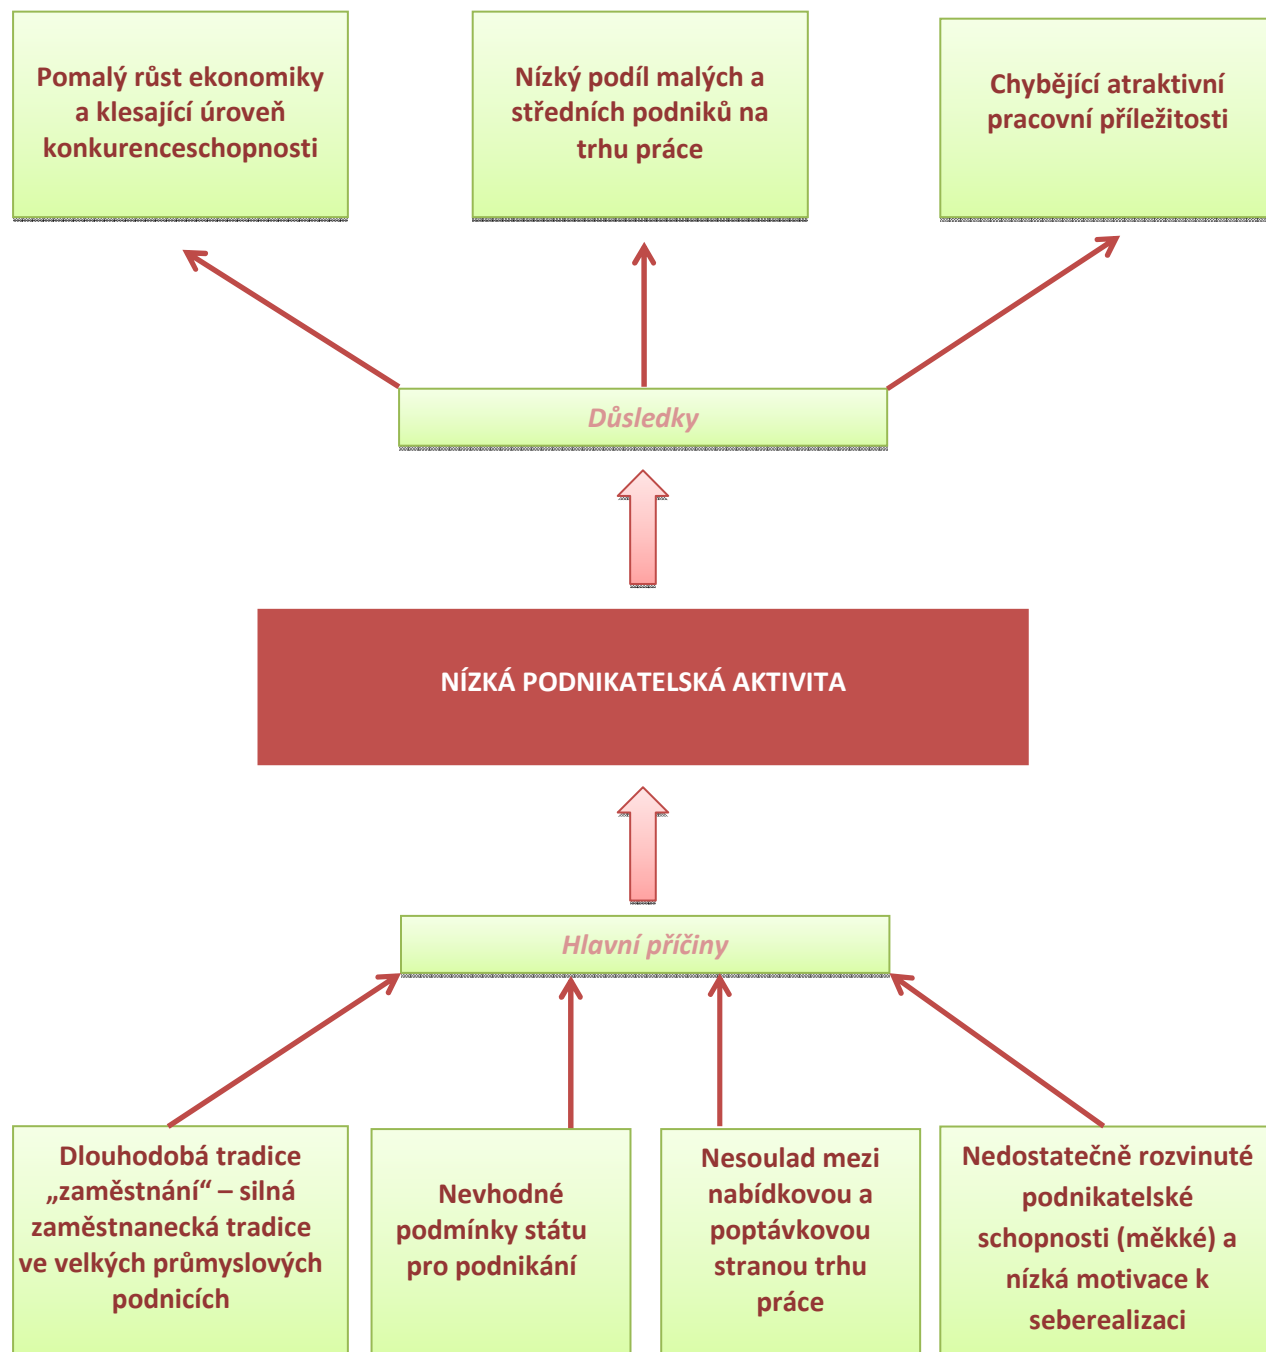 Pomalý růst ekonomiky
a klesající úroveň
konkurenceschopnosti
Nízký podíl malých a
středních podniků na
trhu práce
Chybějící atraktivní
pracovní příležitosti
Důsledky
NÍZKÁ PODNIKATELSKÁ AKTIVITA
Hlavní příčiny
Dlouhodobá tradice
„zaměstnání“ – silná
zaměstnanecká tradice
ve velkých průmyslových
podnicích
Nevhodné
podmínky státu
pro podnikání
Nesoulad mezi
nabídkovou a
poptávkovou
stranou trhu
práce
Nedostatečně rozvinuté
podnikatelské
schopnosti (měkké) a
nízká motivace k
seberealizaci